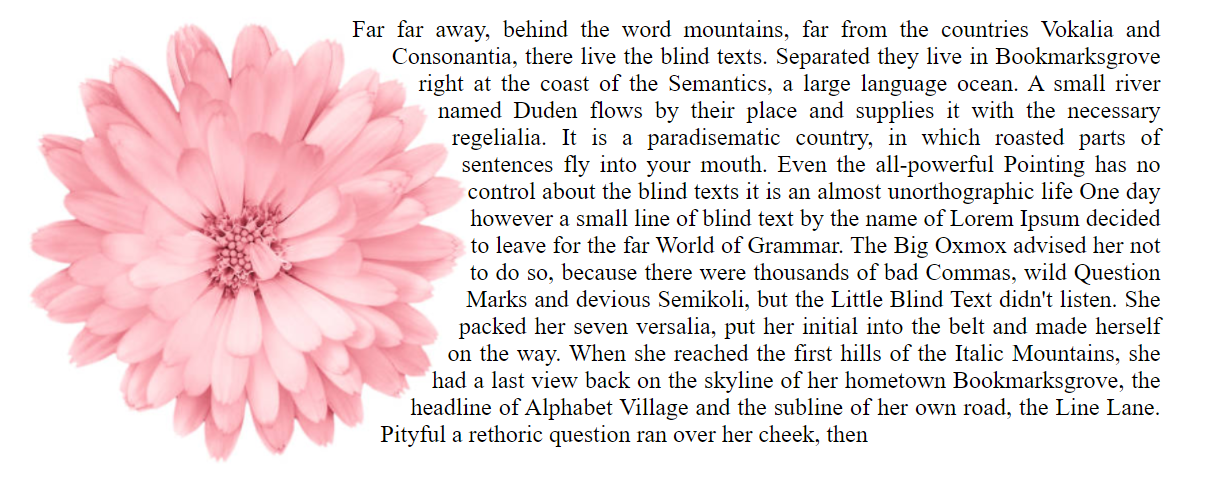 Far far away, behind the word mountains, far from the countries Vokalia and
Consonantia, there live the blind texts. Separated they live in Bookmarksgrove
right at the coast of the Semantics, a large language ocean. A small river
named Duden flows by their place and supplies it with the necessary
regelialia. It is a paradisematic country, in which roasted parts of
sentences fly into your mouth. Even the all-powerful Pointing has no
control about the blind texts it is an almost unorthographic life One day
however a small line of blind text by the name of Lorem Ipsum decided
to leave for the far World of Grammar. The Big Oxmox advised her not
to do so, because there were thousands of bad Commas, wild Question
Marks and devious Semikoli, but the Little Blind Text didn't listen. She
packed her seven versalia, put her initial into the belt and made herself
on the way. When she reached the first hills of the Italic Mountains, she
had a last view back on the skyline of her hometown Bookmarksgrove, the
headline of Alphabet Village and the subline of her own road, the Line Lane.
Pityful a rethoric question ran over her cheek, then